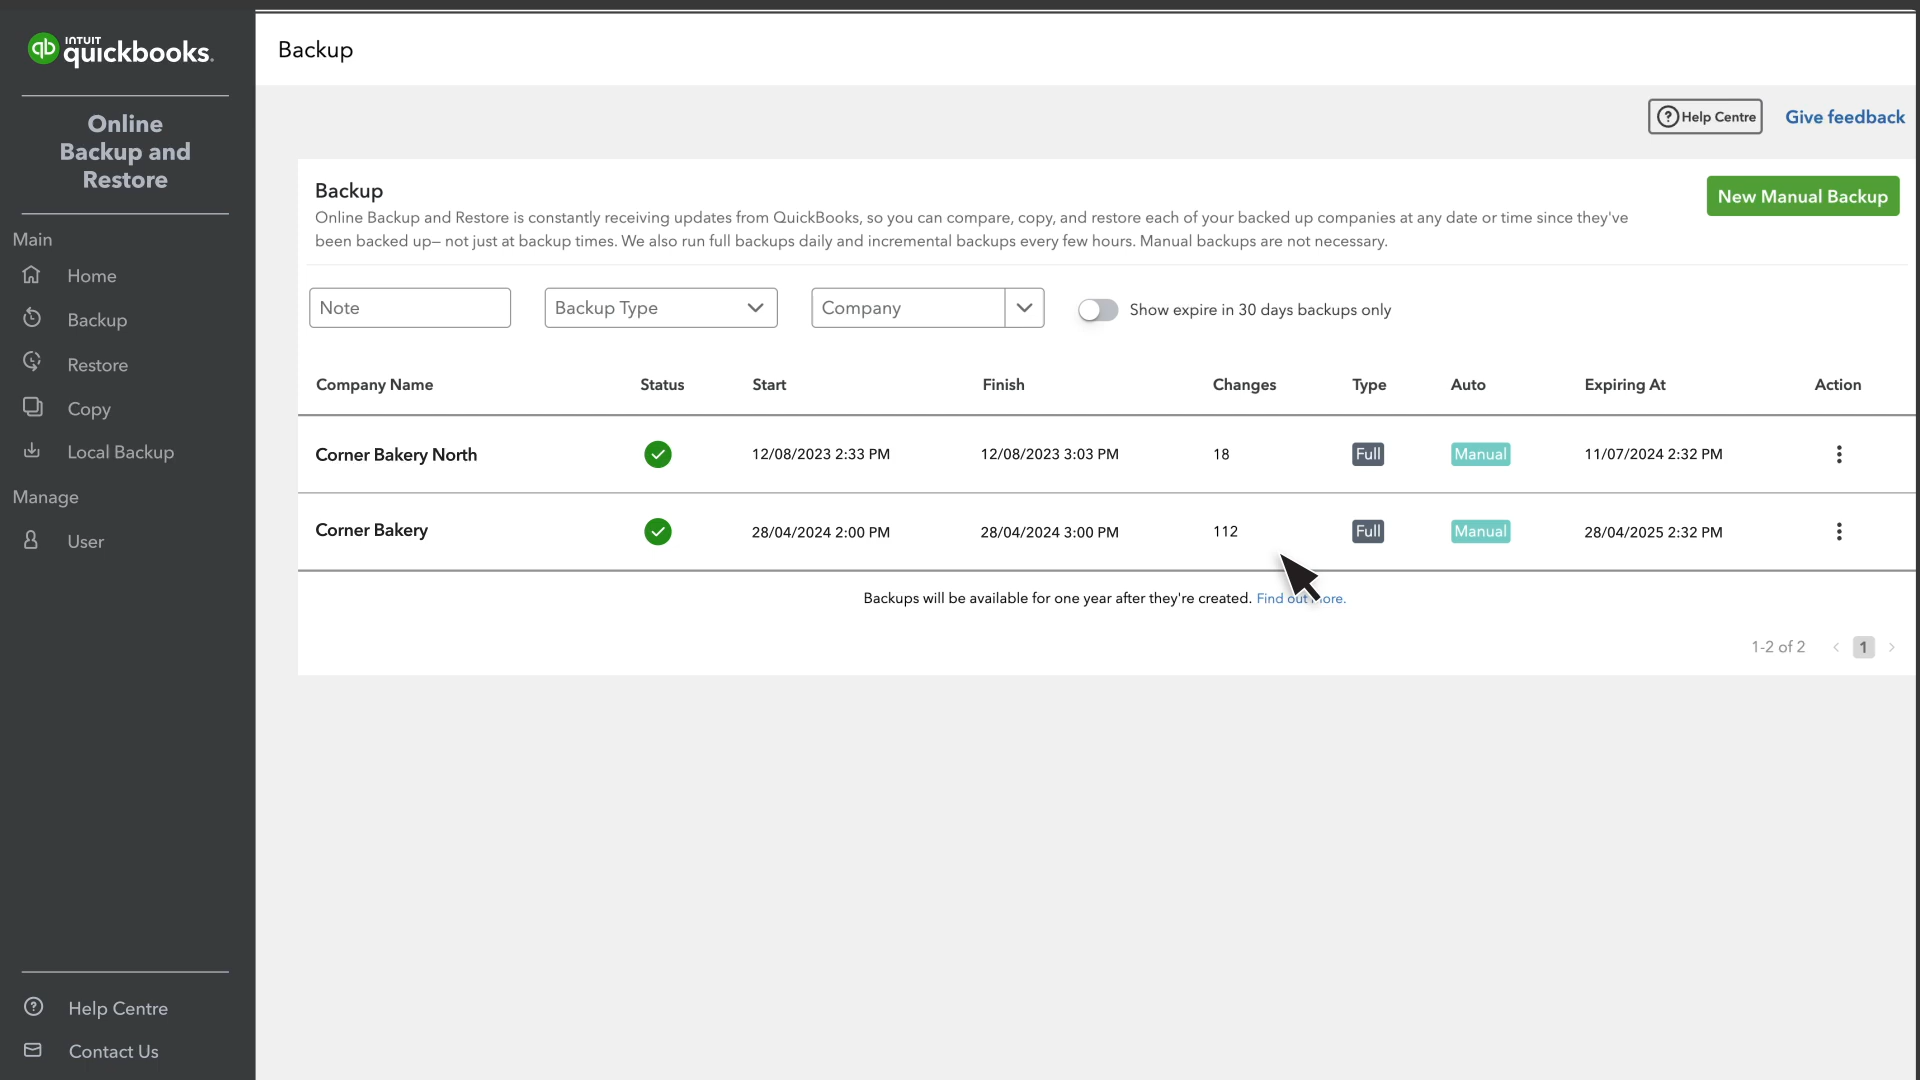 INTUIT
quickbooks.
Online
Backup and
Restore
Main
Home
Backup
Restore
Copy
Local Backup
Manage
User
Help Centre
Contact Us
Backup
Help Centre
Give feedback
Backup
New Manual Backup
Online Backup and Restore is constantly receiving updates from QuickBooks, so you can compare, copy, and restore each of your backed up companies at any date or time since they've
been backed up– not just at backup times. We also run full backups daily and incremental backups every few hours. Manual backups are not necessary.
Note
Backup Type
Company
Show expire in 30 days backups only
Company Name Status Start Finish Changes Type Auto Expiring At Action
Corner Bakery North 12/08/2023 2:33 PM 12/08/2023 3:03 PM 18 Full Manual 11/07/2024 2:32 PM
Corner Bakery 28/04/2024 2:00 PM 28/04/2024 3:00 PM 112 Full Manual 28/04/2025 2:32 PM
Backups will be available for one year after they're created. Find out more.
1-2 of 2 < 1 >